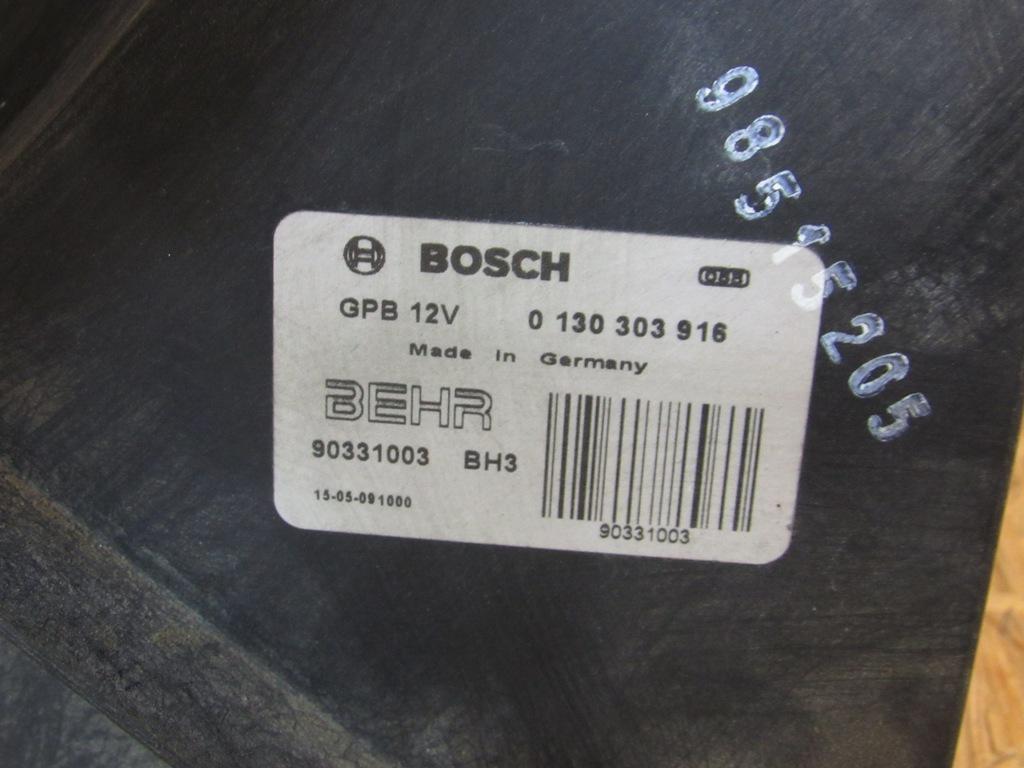 BOSCH
088
GPB 12V 0 130 303 916
Made in Germany
BEHR
90331003 BH3
15-05-091000
90331003
985-15205